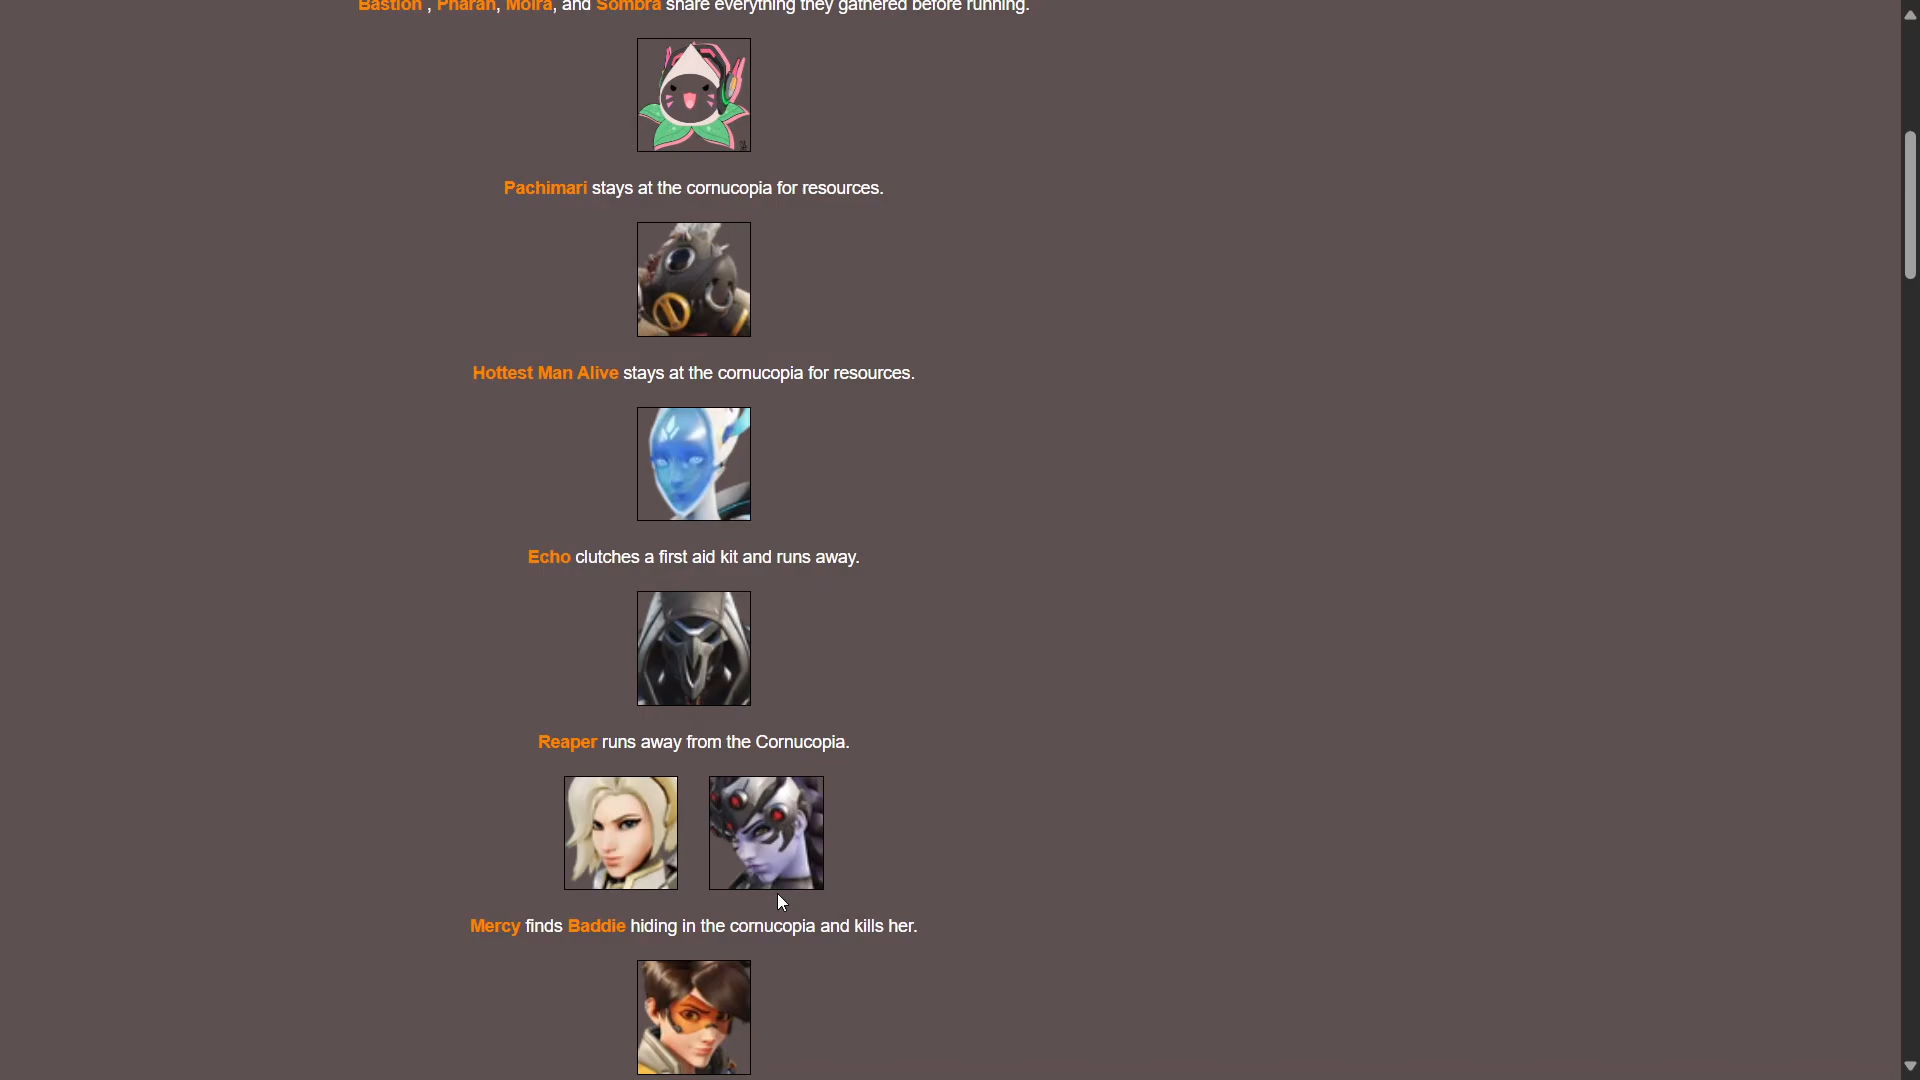 Bastion , Pharah, Moira, and Sombra share everything they gathered before running.
Pachimari stays at the cornucopia for resources.
Hottest Man Alive stays at the cornucopia for resources.
Echo clutches a first aid kit and runs away.
Reaper runs away from the Cornucopia.
Mercy finds Baddie hiding in the cornucopia and kills her.